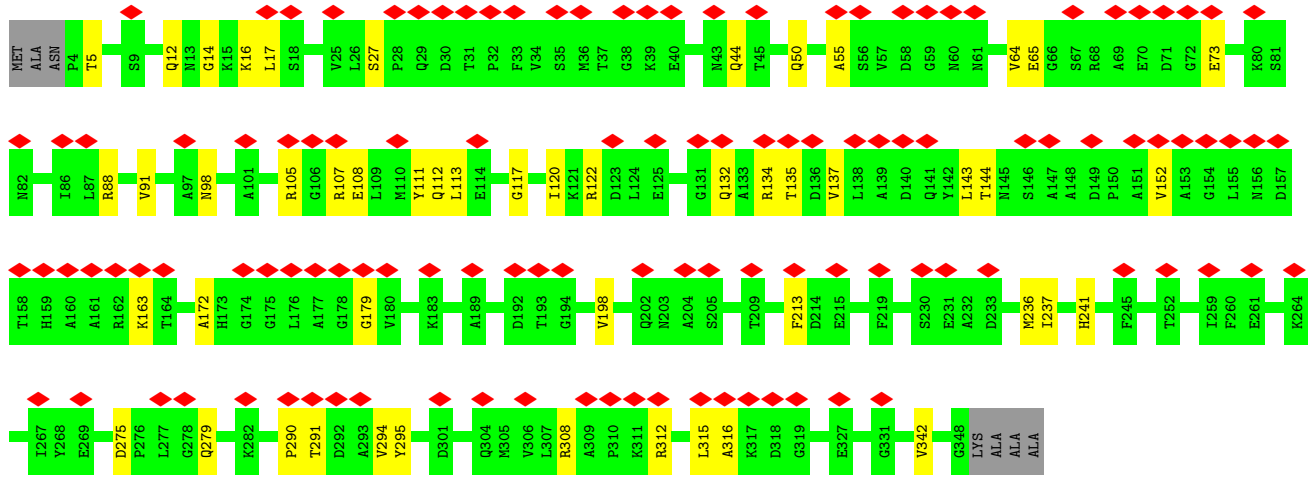 MET ALA ASN P4 T5 S9 Q12 N13 G14 K15 K16 L17 S18 V25 L26 S27 P28 Q29 D30 T31 P32 F33 V34 S35 M36 T37 G38 K39 E40 N43 Q44 T45 Q50 A55 S56 V57 D58 G59 N60 N61 V64 E65 G66 S67 R68 A69 E70 D71 G72 E73 K80 S81
N82 I86 L87 R88 V91 A97 N98 A101 R105 G106 R107 E108 L109 M110 Y111 Q112 L113 E114 G117 I120 K121 R122 D123 L124 E125 G131 Q132 A133 R134 T135 D136 V137 L138 A139 D140 Q141 Y142 L143 T144 N145 S146 A147 A148 D149 P150 A151 V152 A153 G154 L155 N156 D157
T158 H159 A160 A161 R162 K163 T164 A172 H173 G174 G175 L176 A177 G178 G179 V180 K183 A189 D192 T193 G194 V198 Q202 N203 A204 S205 T209 F213 D214 E215 F219 S230 E231 A232 D233 M236 I237 H241 F245 T252 I259 F260 E261 K264
I267 Y268 E269 D275 P276 L277 G278 Q279 K282 P290 T291 D292 A293 V294 Y295 D301 Q304 M305 V306 L307 R308 A309 P310 K311 R312 L315 A316 K317 D318 G319 E327 G331 V342 G348 LYS ALA ALA ALA